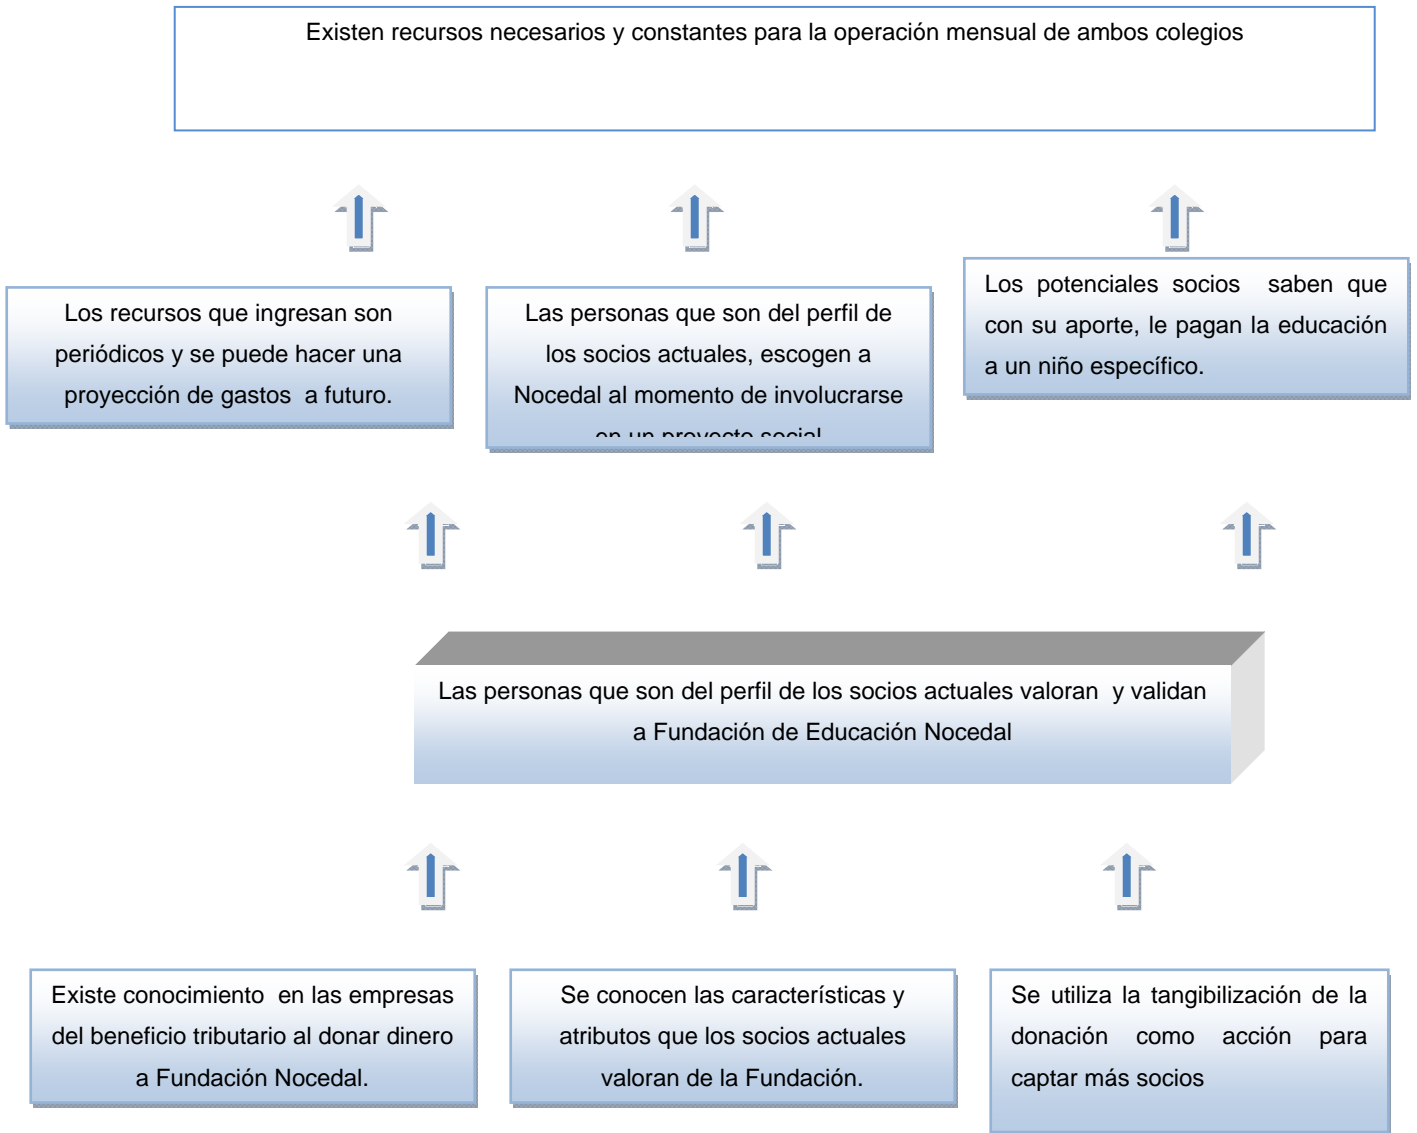 Existen recursos necesarios y constantes para la operación mensual de ambos colegios
Los recursos que ingresan son
periódicos y se puede hacer una
proyección de gastos a futuro.
Las personas que son del perfil de
los socios actuales, escogen a
Nocedal al momento de involucrarse
en un proyecto social
Los potenciales socios saben que
con su aporte, le pagan la educación
a un niño específico.
Las personas que son del perfil de los socios actuales valoran y validan
a Fundación de Educación Nocedal
Existe conocimiento en las empresas
del beneficio tributario al donar dinero
a Fundación Nocedal.
Se conocen las características y
atributos que los socios actuales
valoran de la Fundación.
Se utiliza la tangibilización de la
donación como acción para
captar más socios